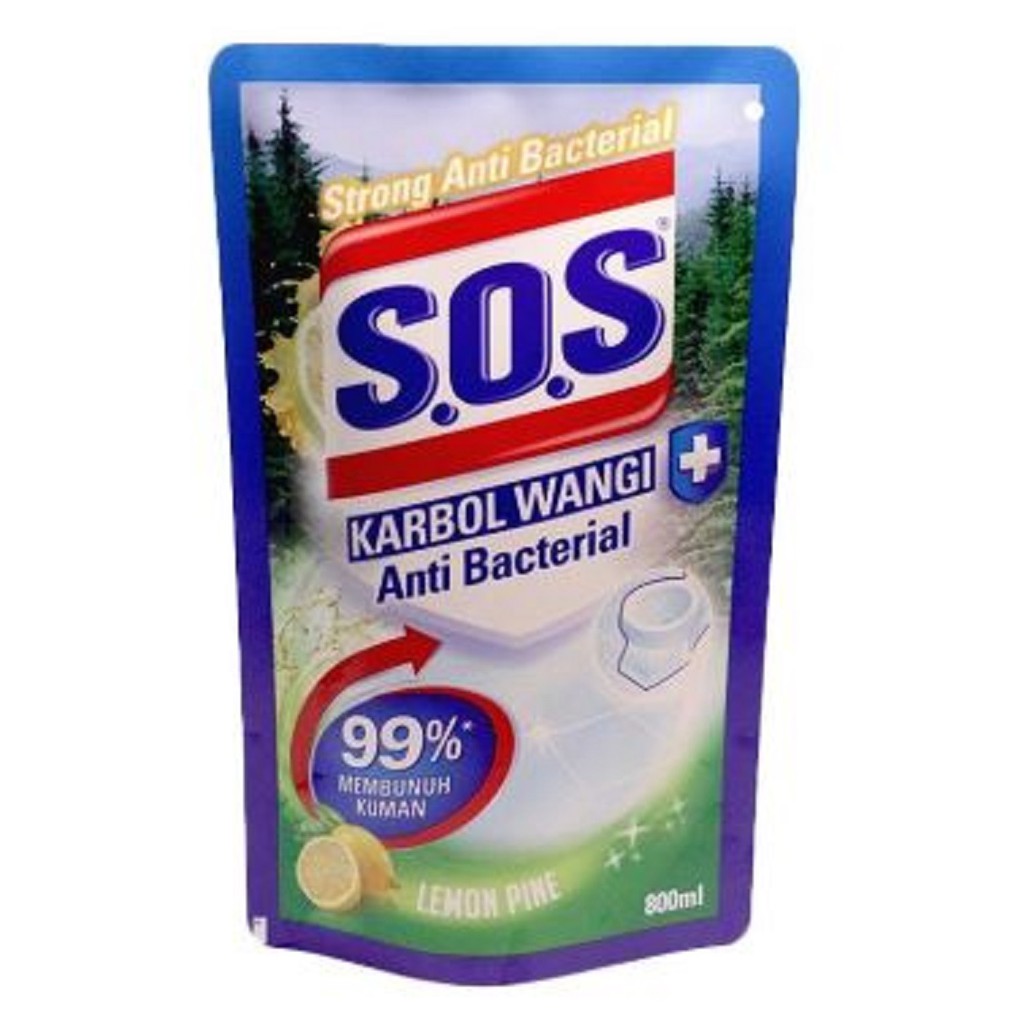 Strong Anti Bacterial
S.O.S®
KARBOL WANGI
Anti Bacterial
99%*
MEMBUNUH
KUMAN
LEMON PINE
800ml